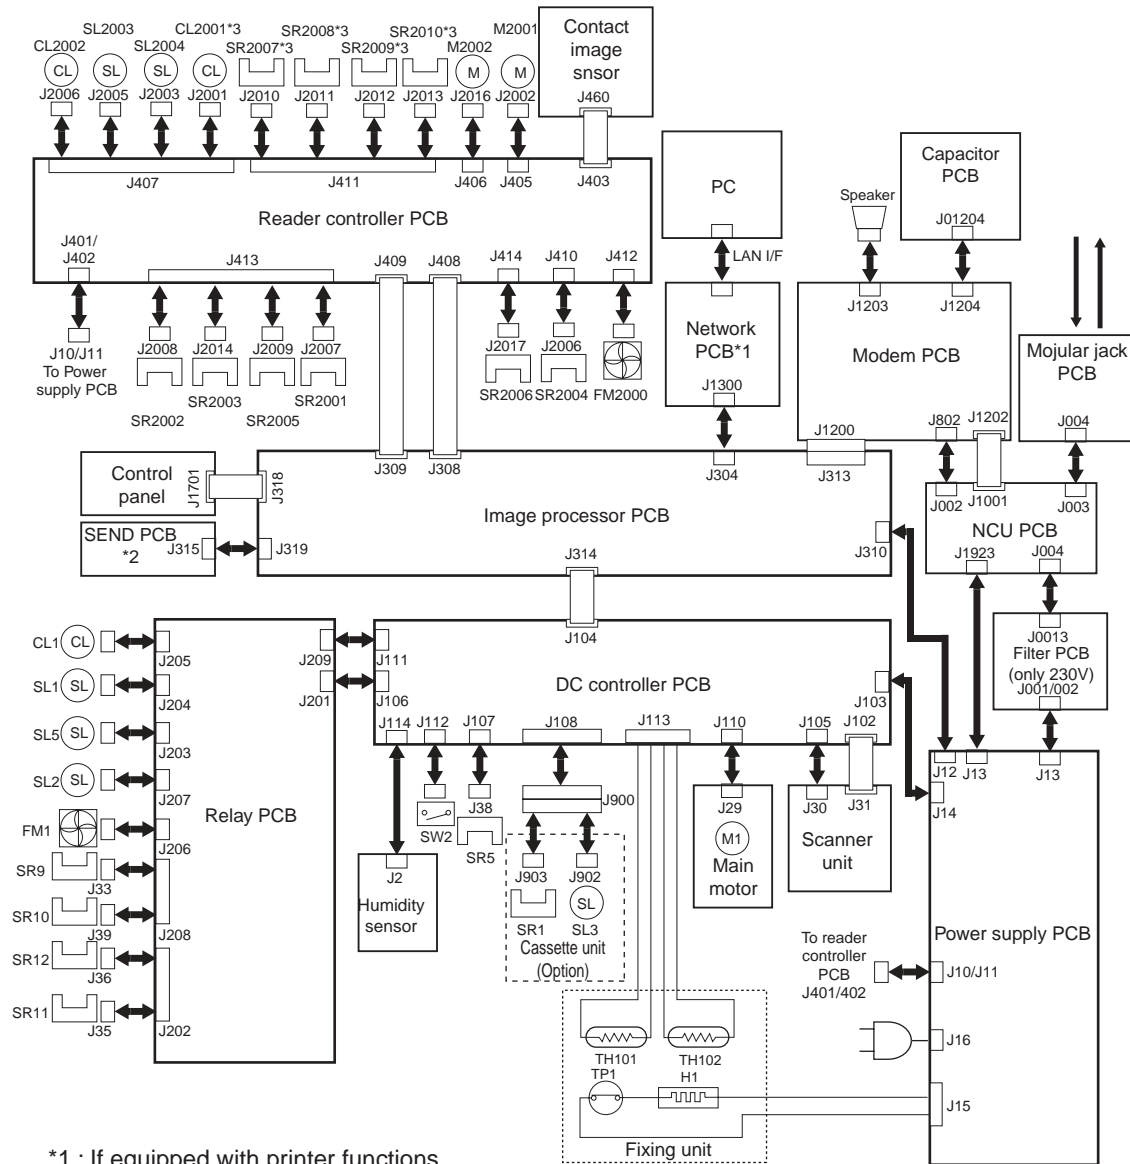 CL2002
SL2003
SL2004
CL2001*3
SR2007*3
SR2008*3
SR2009*3
SR2010*3
M2002
M2001
Contact
image
snsor
CL
SL
SL
CL
M
M
J2006
J2005
J2003
J2001
J2010
J2011
J2012
J2013
J2016
J2002
J460
J407
J411
J406
J405
J403
Reader controller PCB
J401/
J402
J413
J409
J408
J414
J410
J412
PC
LAN I/F
Speaker
Capacitor
PCB
J01204
J1203
J1204
Modem PCB
J802
J1202
J1200
J313
Network
PCB*1
J1300
J304
Mojular jack
PCB
J004
J10/J11
To Power
supply PCB
J2008
J2014
J2009
J2007
SR2002
SR2003
SR2005
SR2001
J2017
J2006
SR2006
SR2004
FM2000
J309
J308
Control
panel
J1701
J318
SEND PCB
*2
J315
J319
Image processor PCB
J314
J310
J002
J1001
J003
NCU PCB
J1923
J004
J0013
Filter PCB
(only 230V)
J001/002
J104
DC controller PCB
J209
J111
J201
J106
J103
J114
J112
J107
J108
J113
J110
J105
J102
CL1
CL
J205
SL1
SL
J204
SL5
SL
J203
SL2
SL
J207
FM1
J206
SR9
J33
SR10
J39
J208
SR12
J36
SR11
J35
J202
Relay PCB
SW2
J38
SR5
J900
J903
J902
SL
SR1
SL3
Cassette unit
(Option)
J2
Humidity
sensor
J29
M1
Main
motor
J30
J31
Scanner
unit
J12
J13
J13
J14
Power supply PCB
To reader
controller
PCB
J401/402
J10/J11
J16
J15
TH101
TH102
TP1
H1
Fixing unit
*1 : If equipped with printer functions